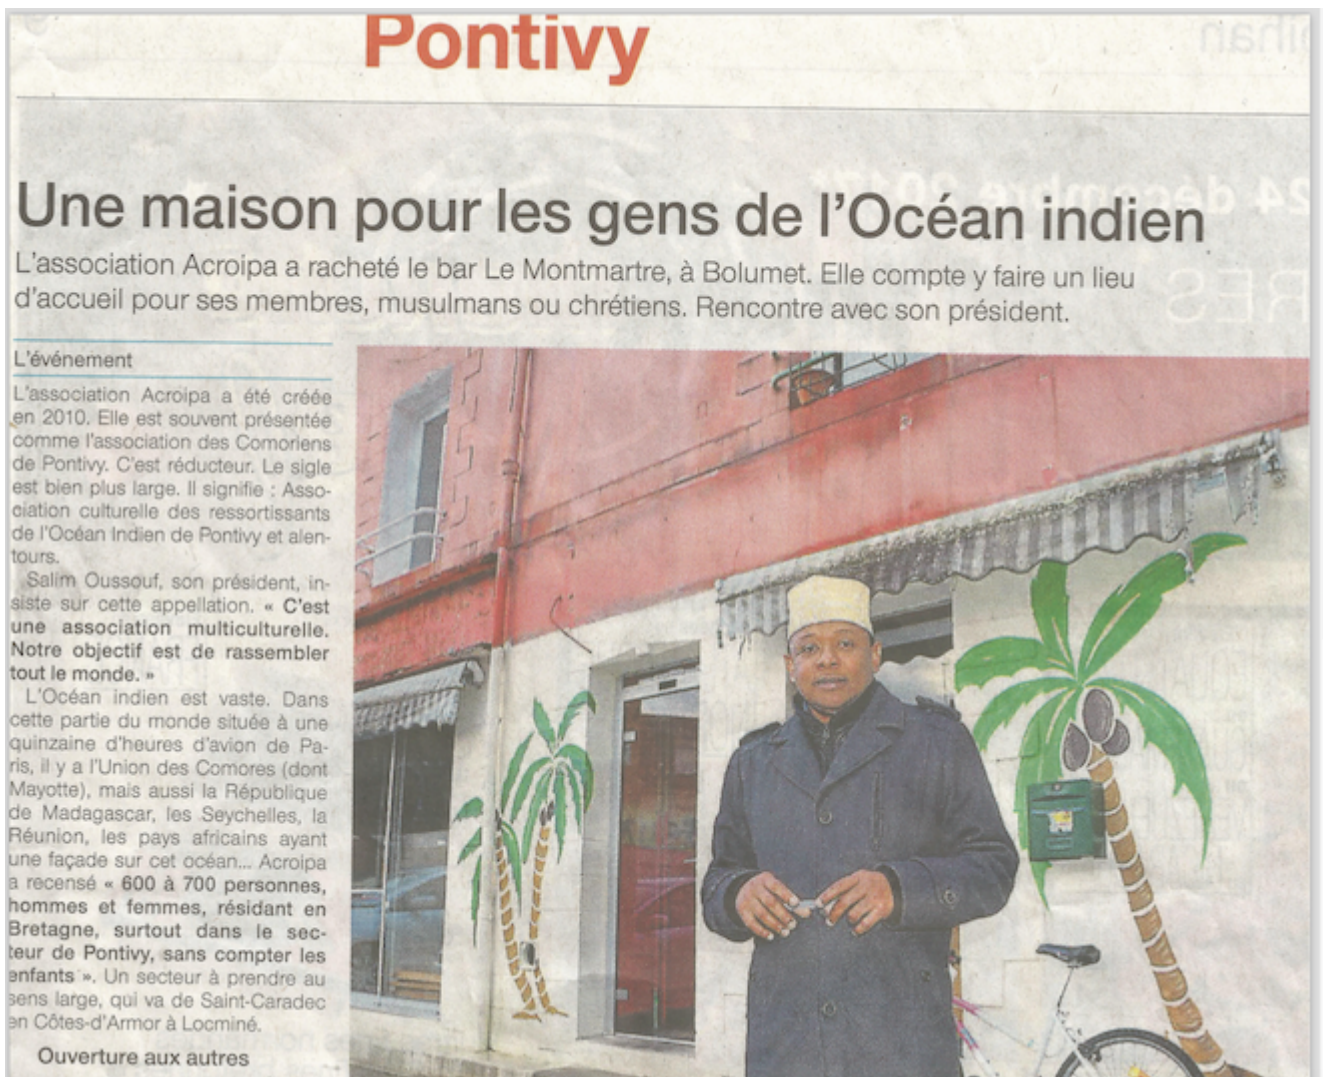 Pontivy
Une maison pour les gens de l'Océan indien
L'association Acroipa a racheté le bar Le Montmartre, à Bolumet. Elle compte y faire un lieu
d'accueil pour ses membres, musulmans ou chrétiens. Rencontre avec son président.
L'événement
L'association Acroipa a été créée
en 2010. Elle est souvent présentée
comme l'association des Comoriens
de Pontivy. C'est réducteur. Le sigle
est bien plus large. Il signifie : Asso-
ciation culturelle des ressortissants
de l'Océan Indien de Pontivy et alen-
tours.
Salim Oussouf, son président, in-
siste sur cette appellation. « C'est
une association multiculturelle.
Notre objectif est de rassembler
tout le monde. »
L'Océan indien est vaste. Dans
cette partie du monde située à une
quinzaine d'heures d'avion de Pa-
ris, il y a l'Union des Comores (dont
Mayotte), mais aussi la République
de Madagascar, les Seychelles, la
Réunion, les pays africains ayant
une façade sur cet océan... Acroipa
a recensé « 600 à 700 personnes,
hommes et femmes, résidant en
Bretagne, surtout dans le sec-
teur de Pontivy, sans compter les
enfants ». Un secteur à prendre au
sens large, qui va de Saint-Caradec
en Côtes-d'Armor à Locminé.
Ouverture aux autres